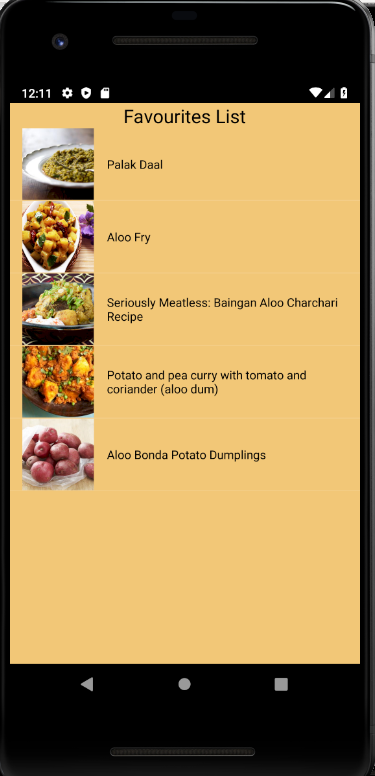 12:11
Favourites List
Palak Daal
Aloo Fry
Seriously Meatless: Baingan Aloo Charchari
Recipe
Potato and pea curry with tomato and
coriander (aloo dum)
Aloo Bonda Potato Dumplings